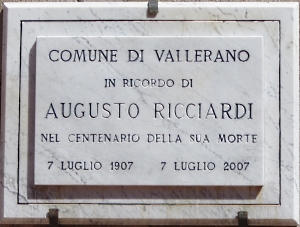 COMUNE DI VALLERANO
IN RICORDO DI
AUGUSTO RICCIARDI
NEL CENTENARIO DELLA SUA MORTE
7 LUGLIO 1907 7 LUGLIO 2007